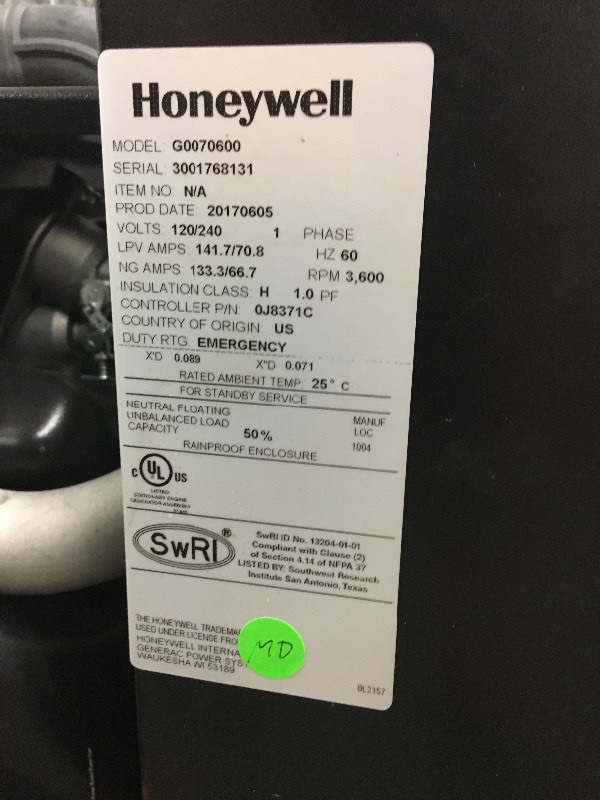 Honeywell
MODEL: G0070600
SERIAL: 3001768131
ITEM NO: N/A
PROD DATE: 20170605
VOLTS: 120/240 1 PHASE
LPV AMPS: 141.7/70.8 HZ 60
NG AMPS: 133.3/66.7 RPM 3,600
INSULATION CLASS: H 1.0 PF
CONTROLLER P/N: 0J8371C
COUNTRY OF ORIGIN: US
DUTY RTG: EMERGENCY
X'D 0.089 X"D 0.071
RATED AMBIENT TEMP: 25° C
FOR STANDBY SERVICE
NEUTRAL FLOATING
UNBALANCED LOAD
CAPACITY 50%
MANUF
LOC
1004
RAINPROOF ENCLOSURE
C UL US
LISTED
STATIONARY ENGINE
GENERATOR ASSEMBLY
SwRI ®
SwRI ID No. 13204-01-01
Compliant with Clause (2)
of Section 4.14 of NFPA 37
LISTED BY: Southwest Research
Institute San Antonio, Texas
THE HONEYWELL TRADEMA
USED UNDER LICENSE FRO
HONEYWELL INTERNA
GENERAC POWER SYS
WAUKESHA WI 53189
MD
0L2157